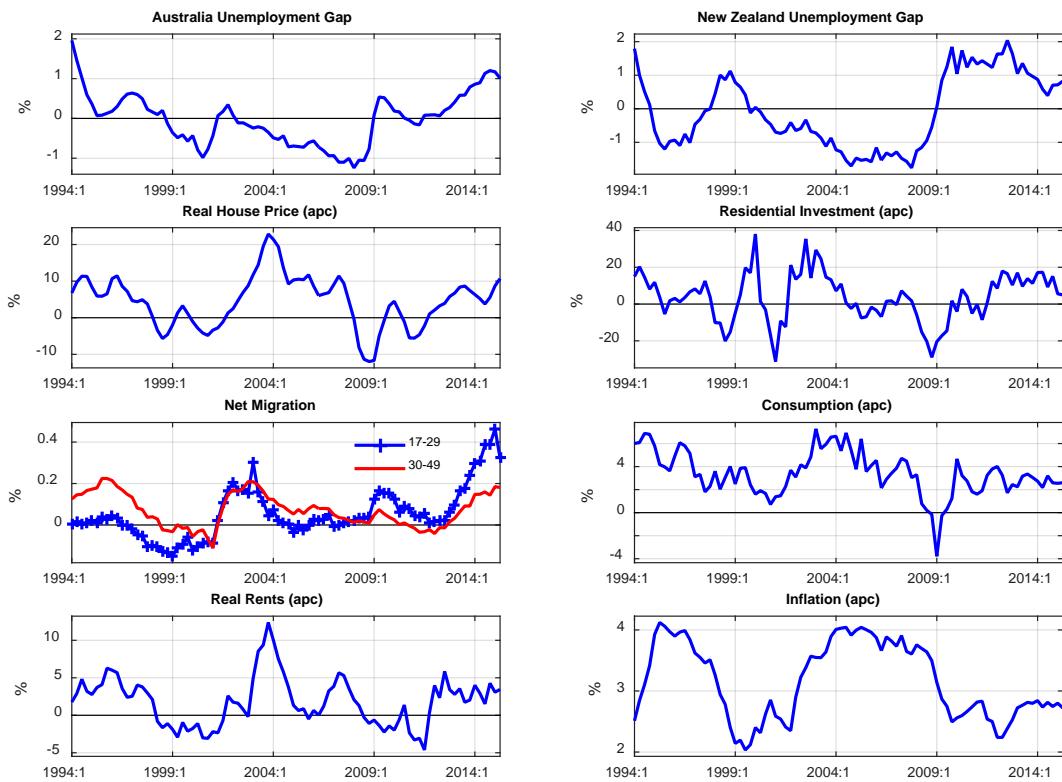 Australia Unemployment Gap
%
2
1
0
-1
1994:1 1999:1 2004:1 2009:1 2014:1
New Zealand Unemployment Gap
%
2
1
0
-1
1994:1 1999:1 2004:1 2009:1 2014:1
Real House Price (apc)
%
20
10
0
-10
1994:1 1999:1 2004:1 2009:1 2014:1
Residential Investment (apc)
%
40
20
0
-20
1994:1 1999:1 2004:1 2009:1 2014:1
Net Migration
%
0.4
0.2
0
17-29
30-49
1994:1 1999:1 2004:1 2009:1 2014:1
Consumption (apc)
%
4
0
-4
1994:1 1999:1 2004:1 2009:1 2014:1
Real Rents (apc)
%
10
5
0
-5
1994:1 1999:1 2004:1 2009:1 2014:1
Inflation (apc)
%
4
3
2
1994:1 1999:1 2004:1 2009:1 2014:1